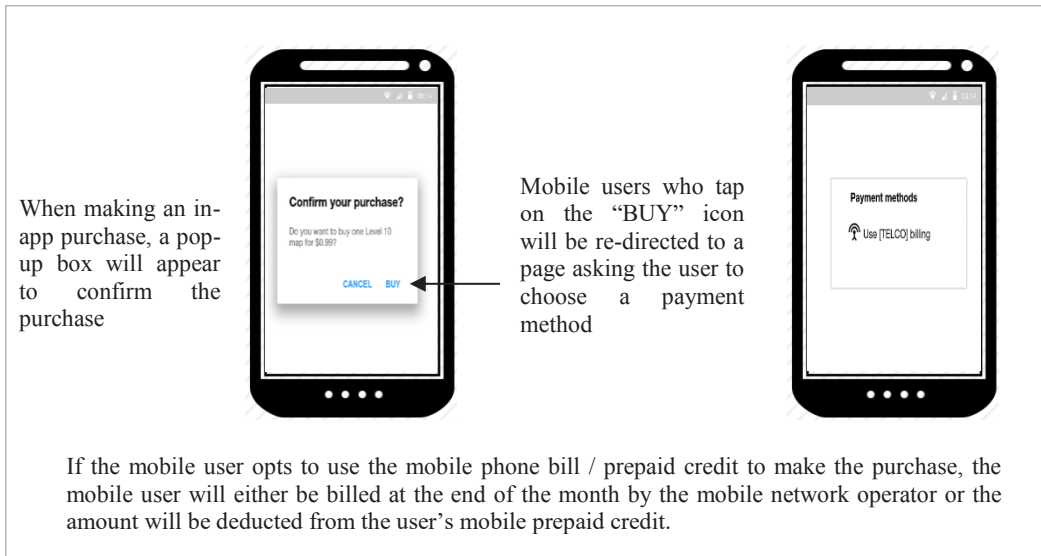 When making an in-
app purchase, a pop-
up box will appear
to confirm the
purchase
Confirm your purchase?
Do you want to buy one Level 10
map for $0.99?
CANCEL BUY
Mobile users who tap
on the “BUY” icon
will be re-directed to a
page asking the user to
choose a payment
method
Payment methods
Use [TELCO] billing
If the mobile user opts to use the mobile phone bill / prepaid credit to make the purchase, the
mobile user will either be billed at the end of the month by the mobile network operator or the
amount will be deducted from the user’s mobile prepaid credit.